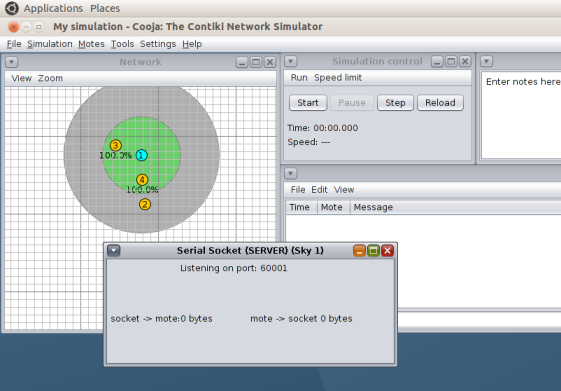 Applications Places
My simulation - Cooja: The Contiki Network Simulator
File Simulation Motes Tools Settings Help
Network
View Zoom
3
100.0%
1
4
100.0%
2
Simulation control
Run Speed limit
Start Pause Step Reload
Time: 00:00.000
Speed: ---
Enter notes here
File Edit View
Time Mote Message
Serial Socket (SERVER) (Sky 1)
Listening on port: 60001
socket -> mote:0 bytes mote -> socket 0 bytes